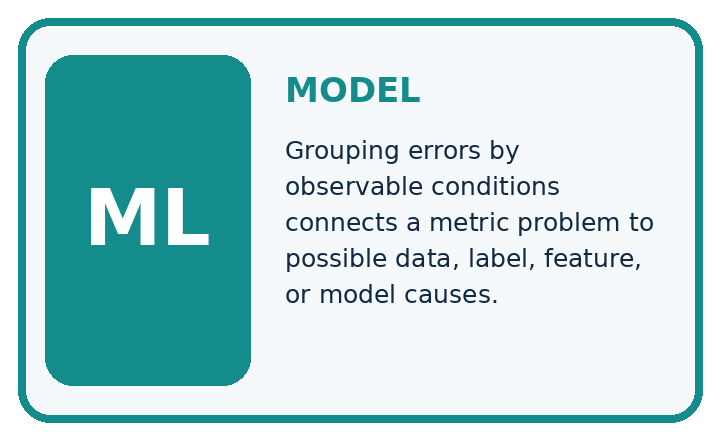 ML
MODEL
Grouping errors by
observable conditions
connects a metric problem to
possible data, label, feature,
or model causes.